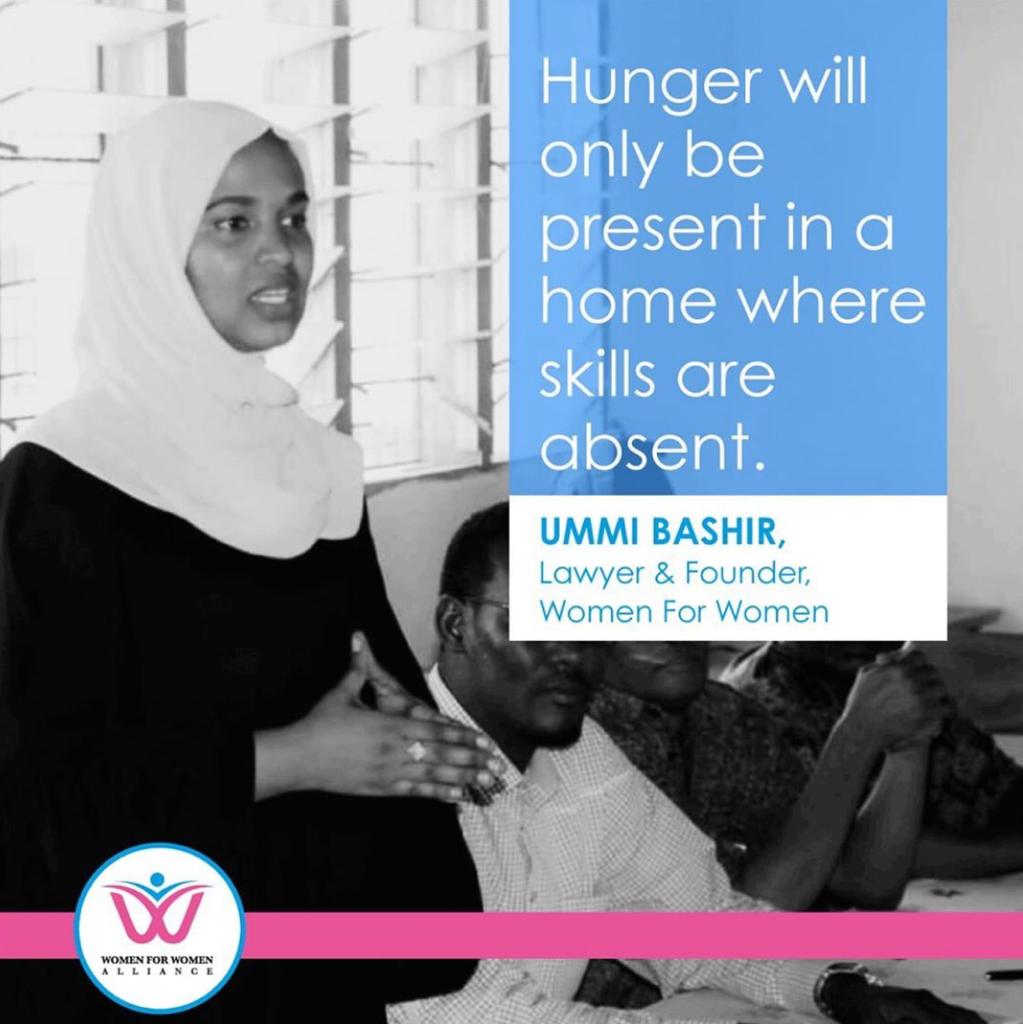 Hunger will
only be
present in a
home where
skills are
absent.
UMMI BASHIR,
Lawyer & Founder,
Women For Women
WOMEN FOR WOMEN
ALLIANCE